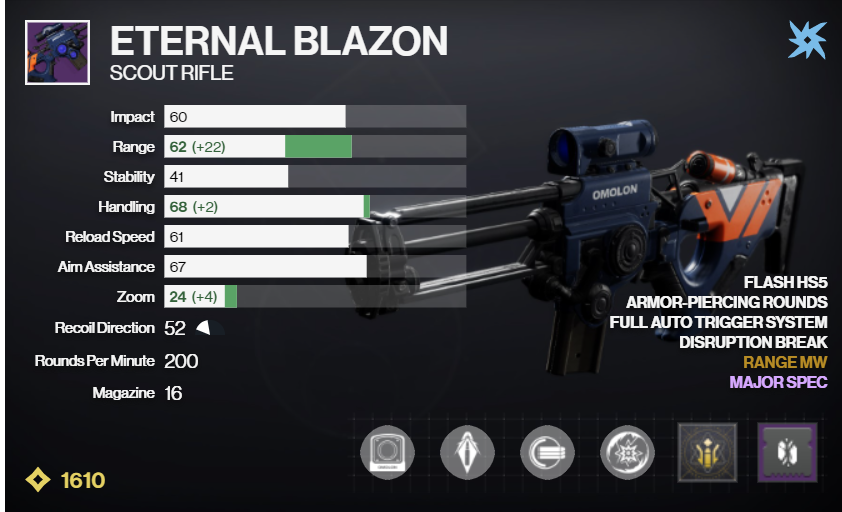 ETERNAL BLAZON
SCOUT RIFLE
Impact 60
Range 62 (+22)
Stability 41
Handling 68 (+2)
Reload Speed 61
Aim Assistance 67
Zoom 24 (+4)
Recoil Direction 52
Rounds Per Minute 200
Magazine 16
OMOLON
FLASH HS5
ARMOR-PIERCING ROUNDS
FULL AUTO TRIGGER SYSTEM
DISRUPTION BREAK
RANGE MW
MAJOR SPEC
1610